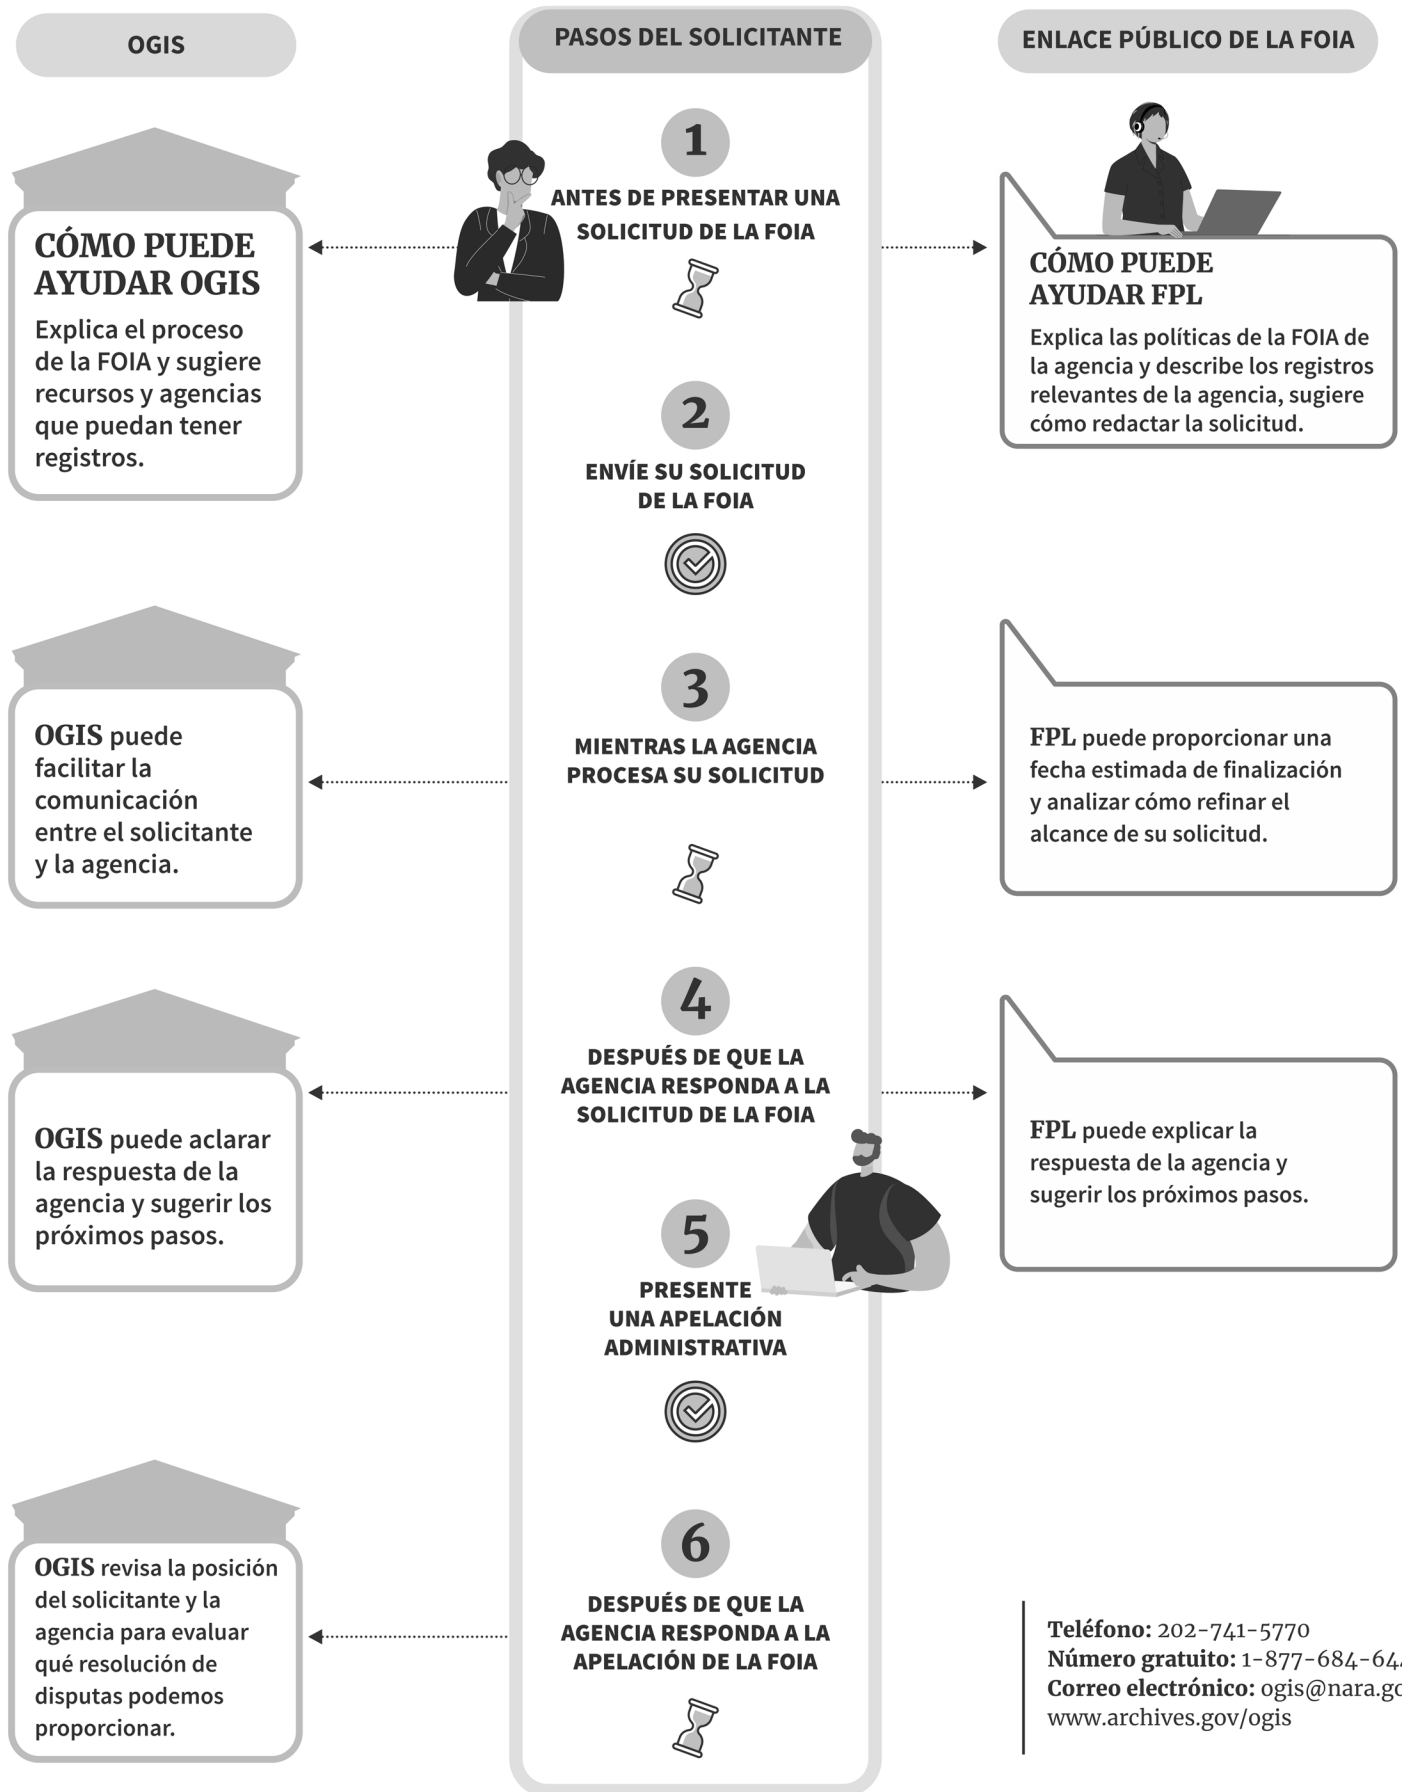 OGIS
PASOS DEL SOLICITANTE
ENLACE PÚBLICO DE LA FOIA
1
ANTES DE PRESENTAR UNA
SOLICITUD DE LA FOIA
CÓMO PUEDE
AYUDAR OGIS
Explica el proceso
de la FOIA y sugiere
recursos y agencias
que puedan tener
registros.
CÓMO PUEDE
AYUDAR FPL
Explica las políticas de la FOIA de
la agencia y describe los registros
relevantes de la agencia, sugiere
cómo redactar la solicitud.
2
ENVÍE SU SOLICITUD
DE LA FOIA
3
MIENTRAS LA AGENCIA
PROCESA SU SOLICITUD
OGIS puede
facilitar la
comunicación
entre el solicitante
y la agencia.
FPL puede proporcionar una
fecha estimada de finalización
y analizar cómo refinar el
alcance de su solicitud.
4
DESPUÉS DE QUE LA
AGENCIA RESPONDA A LA
SOLICITUD DE LA FOIA
OGIS puede aclarar
la respuesta de la
agencia y sugerir los
próximos pasos.
FPL puede explicar la
respuesta de la agencia y
sugerir los próximos pasos.
5
PRESENTE
UNA APELACIÓN
ADMINISTRATIVA
6
DESPUÉS DE QUE LA
AGENCIA RESPONDA A LA
APELACIÓN DE LA FOIA
OGIS revisa la posición
del solicitante y la
agencia para evaluar
qué resolución de
disputas podemos
proporcionar.
Teléfono: 202-741-5770
Número gratuito:
Correo electrónico:
www.archives.gov/ogis